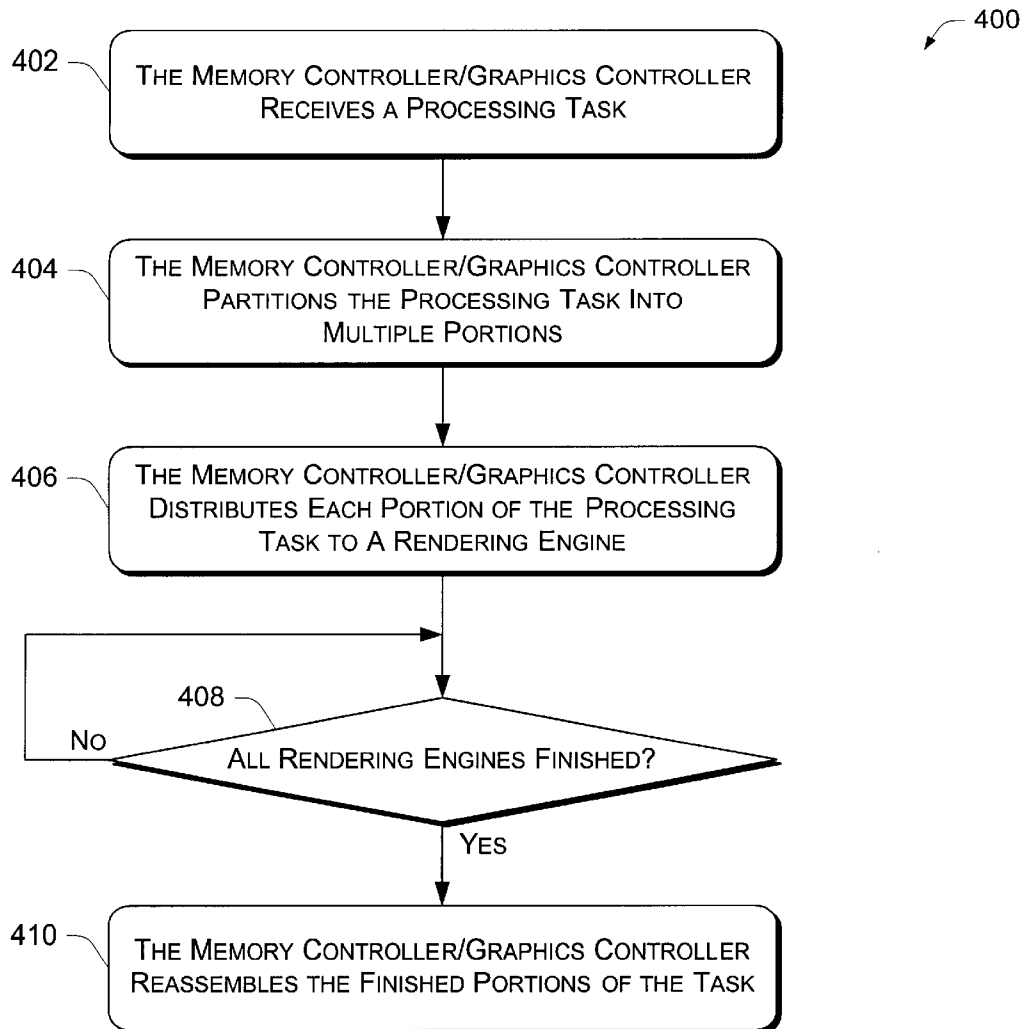 400
402
THE MEMORY CONTROLLER/GRAPHICS CONTROLLER
RECEIVES A PROCESSING TASK
404
THE MEMORY CONTROLLER/GRAPHICS CONTROLLER
PARTITIONS THE PROCESSING TASK INTO
MULTIPLE PORTIONS
406
THE MEMORY CONTROLLER/GRAPHICS CONTROLLER
DISTRIBUTES EACH PORTION OF THE PROCESSING
TASK TO A RENDERING ENGINE
408
NO
ALL RENDERING ENGINES FINISHED?
YES
410
THE MEMORY CONTROLLER/GRAPHICS CONTROLLER
REASSEMBLES THE FINISHED PORTIONS OF THE TASK